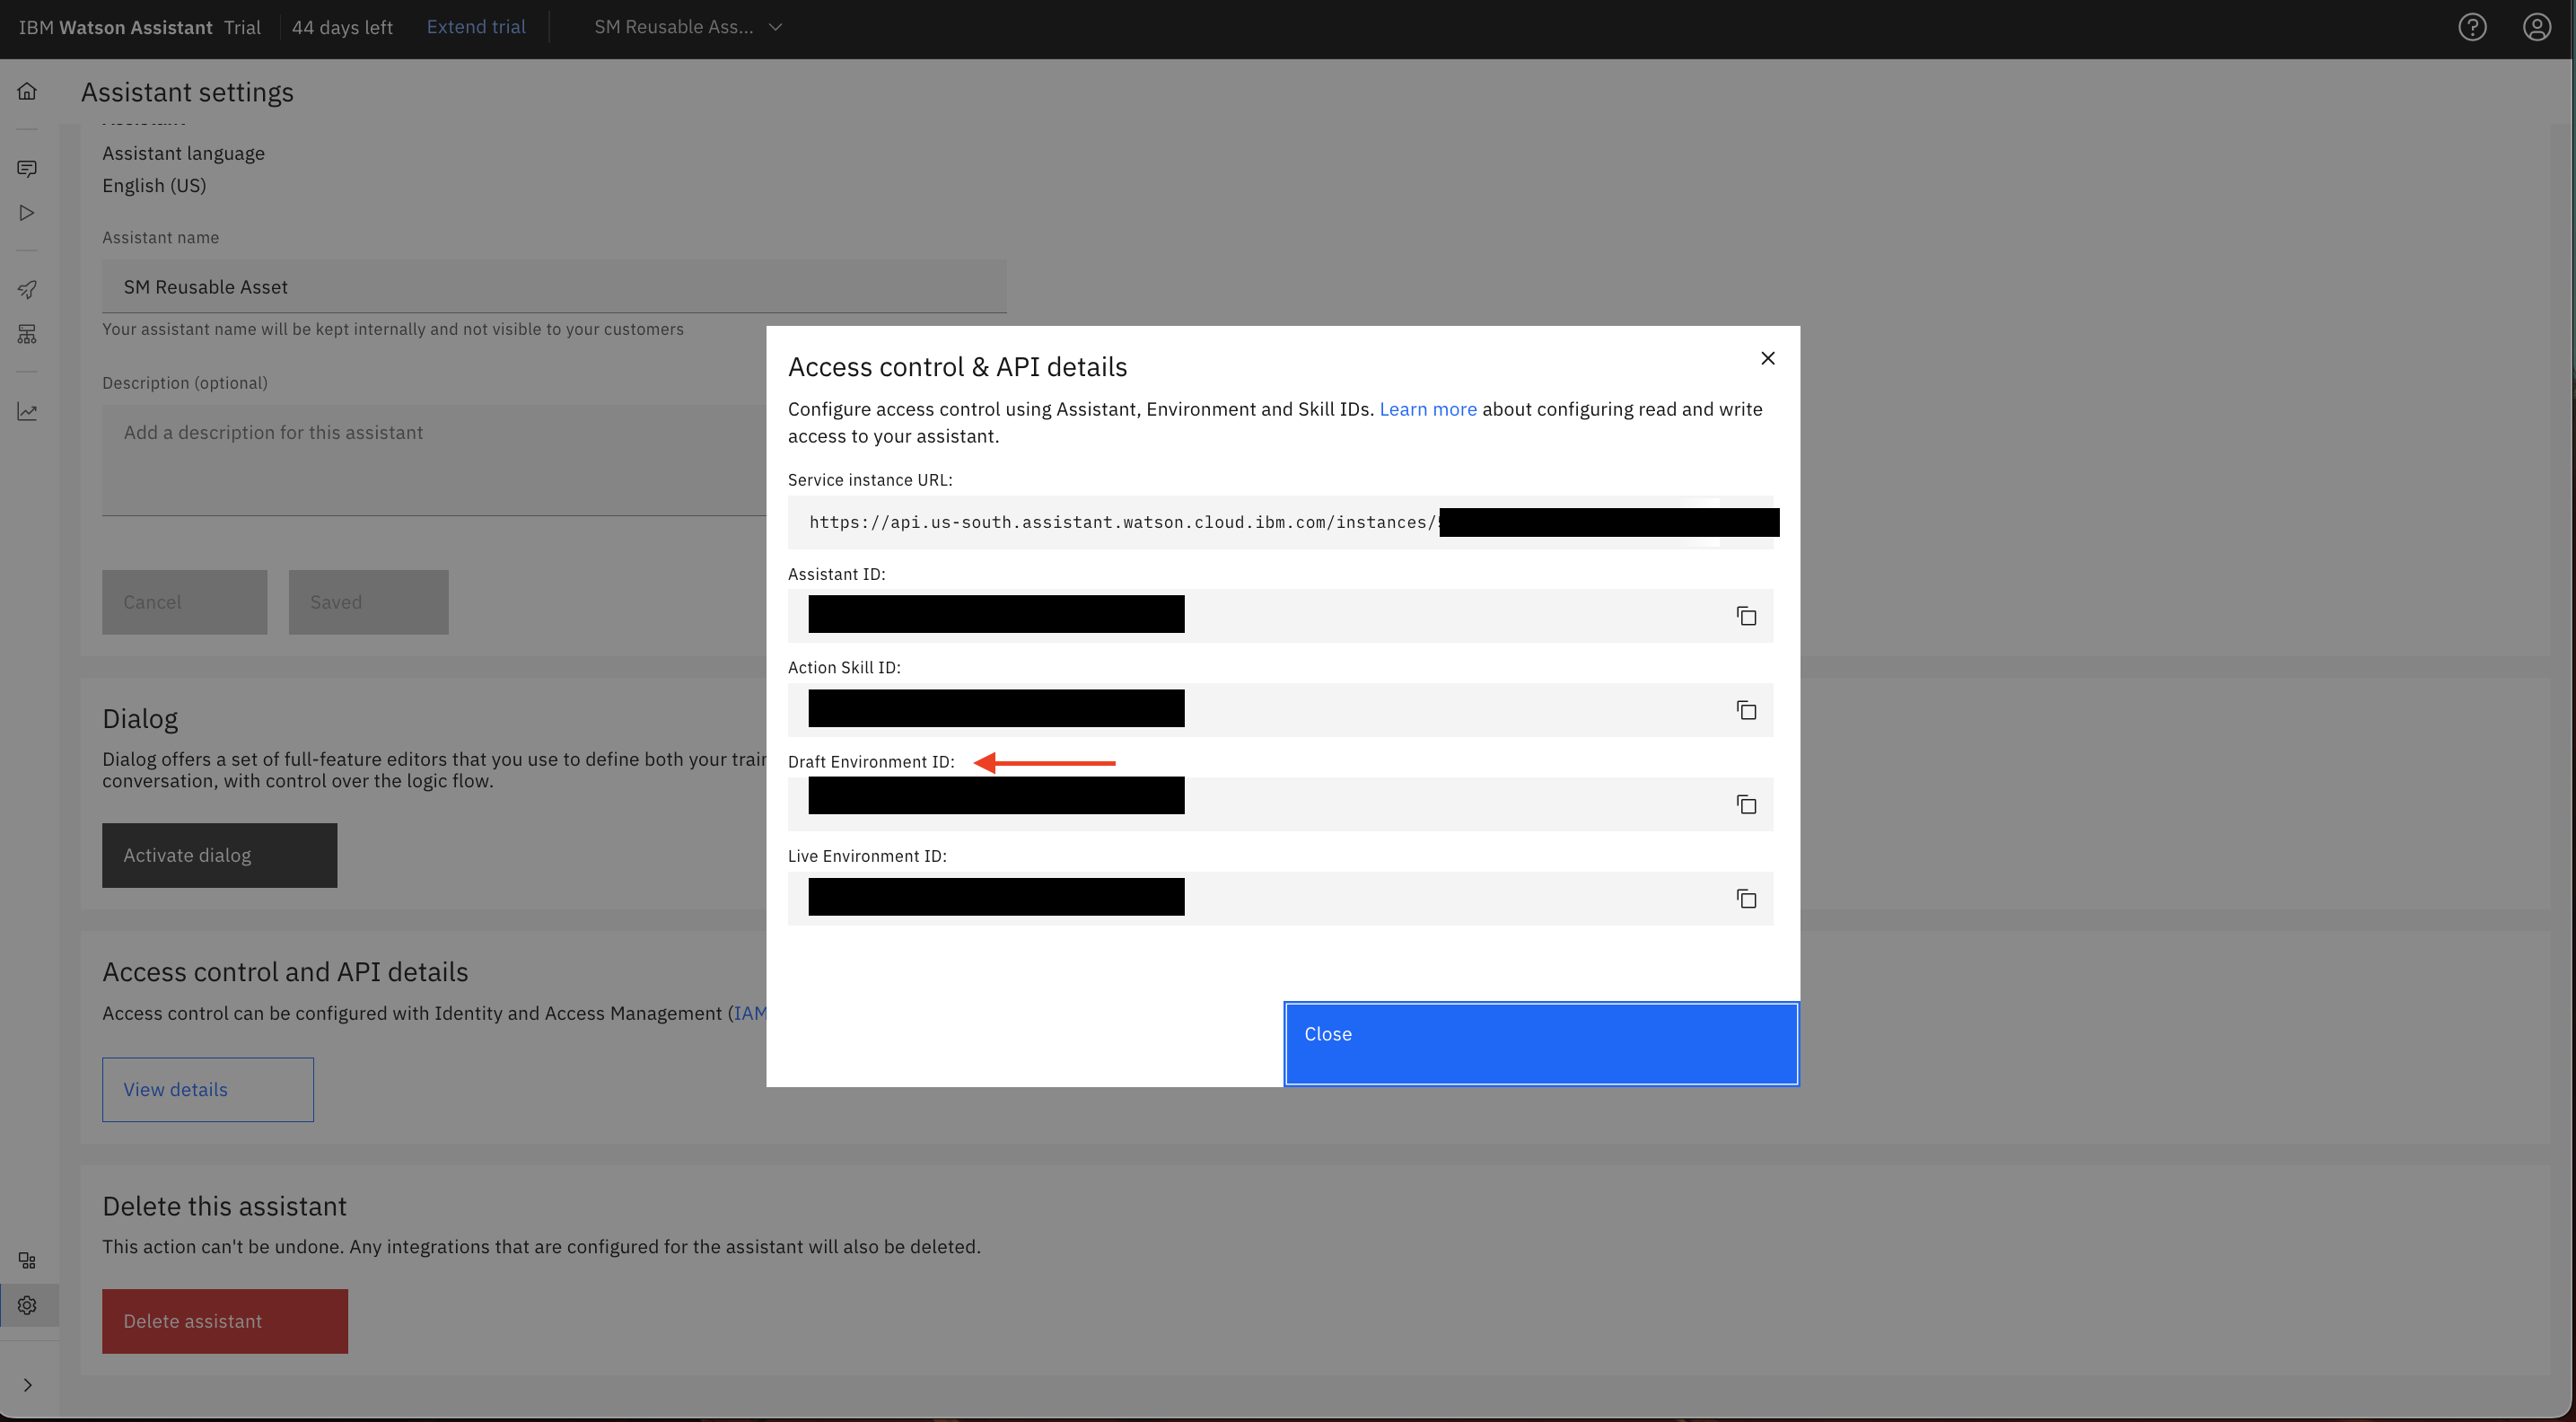 IBM Watson Assistant Trial
44 days left
Extend trial
SM Reusable Ass...
Assistant settings
Assistant language
English (US)
Assistant name
SM Reusable Asset
Your assistant name will be kept internally and not visible to your customers
Description (optional)
Add a description for this assistant
Cancel
Saved
Dialog
Dialog offers a set of full-feature editors that you use to define both your train
conversation, with control over the logic flow.
Activate dialog
Access control and API details
Access control can be configured with Identity and Access Management (IAM
View details
Delete this assistant
This action can't be undone. Any integrations that are configured for the assistant will also be deleted.
Delete assistant
Access control & API details
Configure access control using Assistant, Environment and Skill IDs. Learn more about configuring read and write
access to your assistant.
Service instance URL:
https://api.us-south.assistant.watson.cloud.ibm.com/instances/
Assistant ID:
Action Skill ID:
Draft Environment ID:
Live Environment ID:
Close